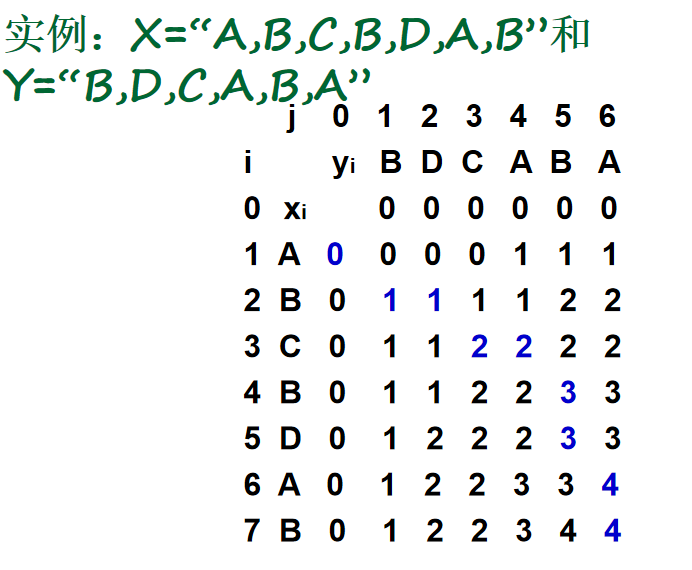 实例：X=“A,B,C,B,D,A,B”和
Y=“B,D,C,A,B,A”
j 0 1 2 3 4 5 6
i yi B D C A B A
0 xi 0 0 0 0 0 0
1 A 0 0 0 0 1 1 1
2 B 0 1 1 1 1 2 2
3 C 0 1 1 2 2 2 2
4 B 0 1 1 2 2 3 3
5 D 0 1 2 2 2 3 3
6 A 0 1 2 2 3 3 4
7 B 0 1 2 2 3 4 4